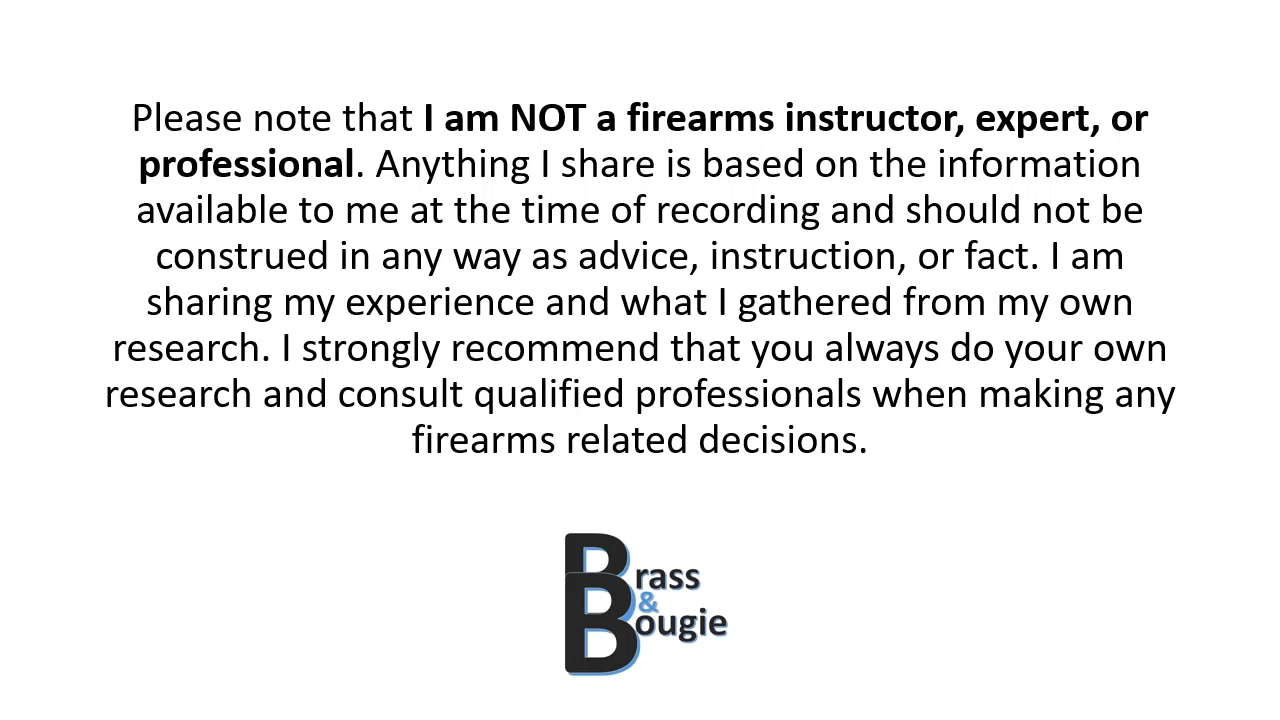 Please note that I am NOT a firearms instructor, expert, or
professional. Anything I share is based on the information
available to me at the time of recording and should not be
construed in any way as advice, instruction, or fact. I am
sharing my experience and what I gathered from my own
research. I strongly recommend that you always do your own
research and consult qualified professionals when making any
firearms related decisions.
Brass
&
Bougie